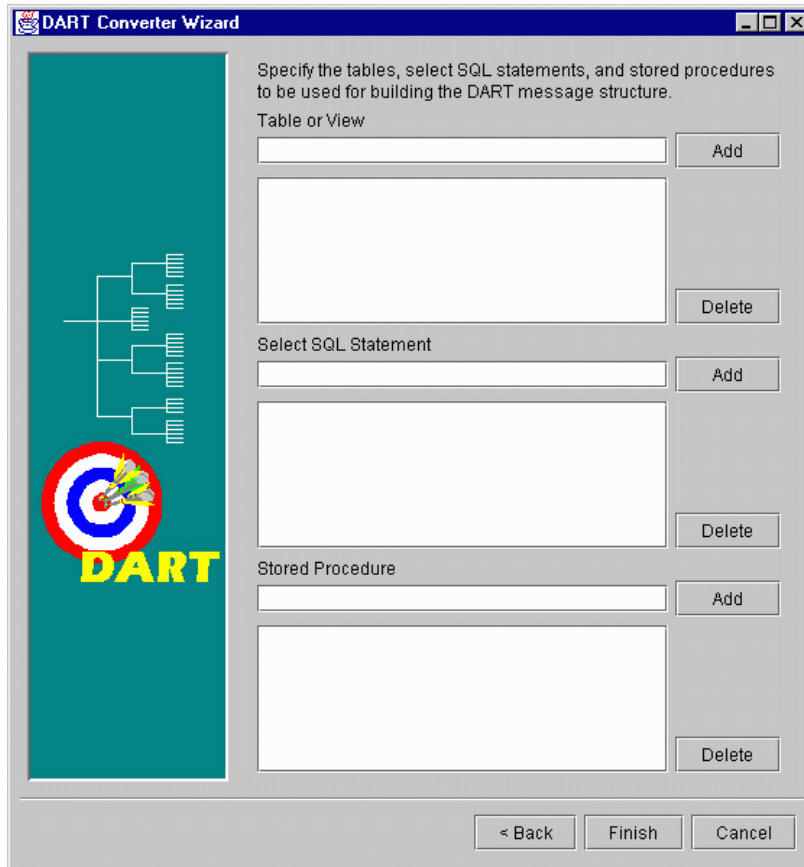 DART Converter Wizard
Specify the tables, select SQL statements, and stored procedures
to be used for building the DART message structure.
Table or View
Add
Delete
Select SQL Statement
Add
Delete
DART
Stored Procedure
Add
Delete
< Back
Finish
Cancel